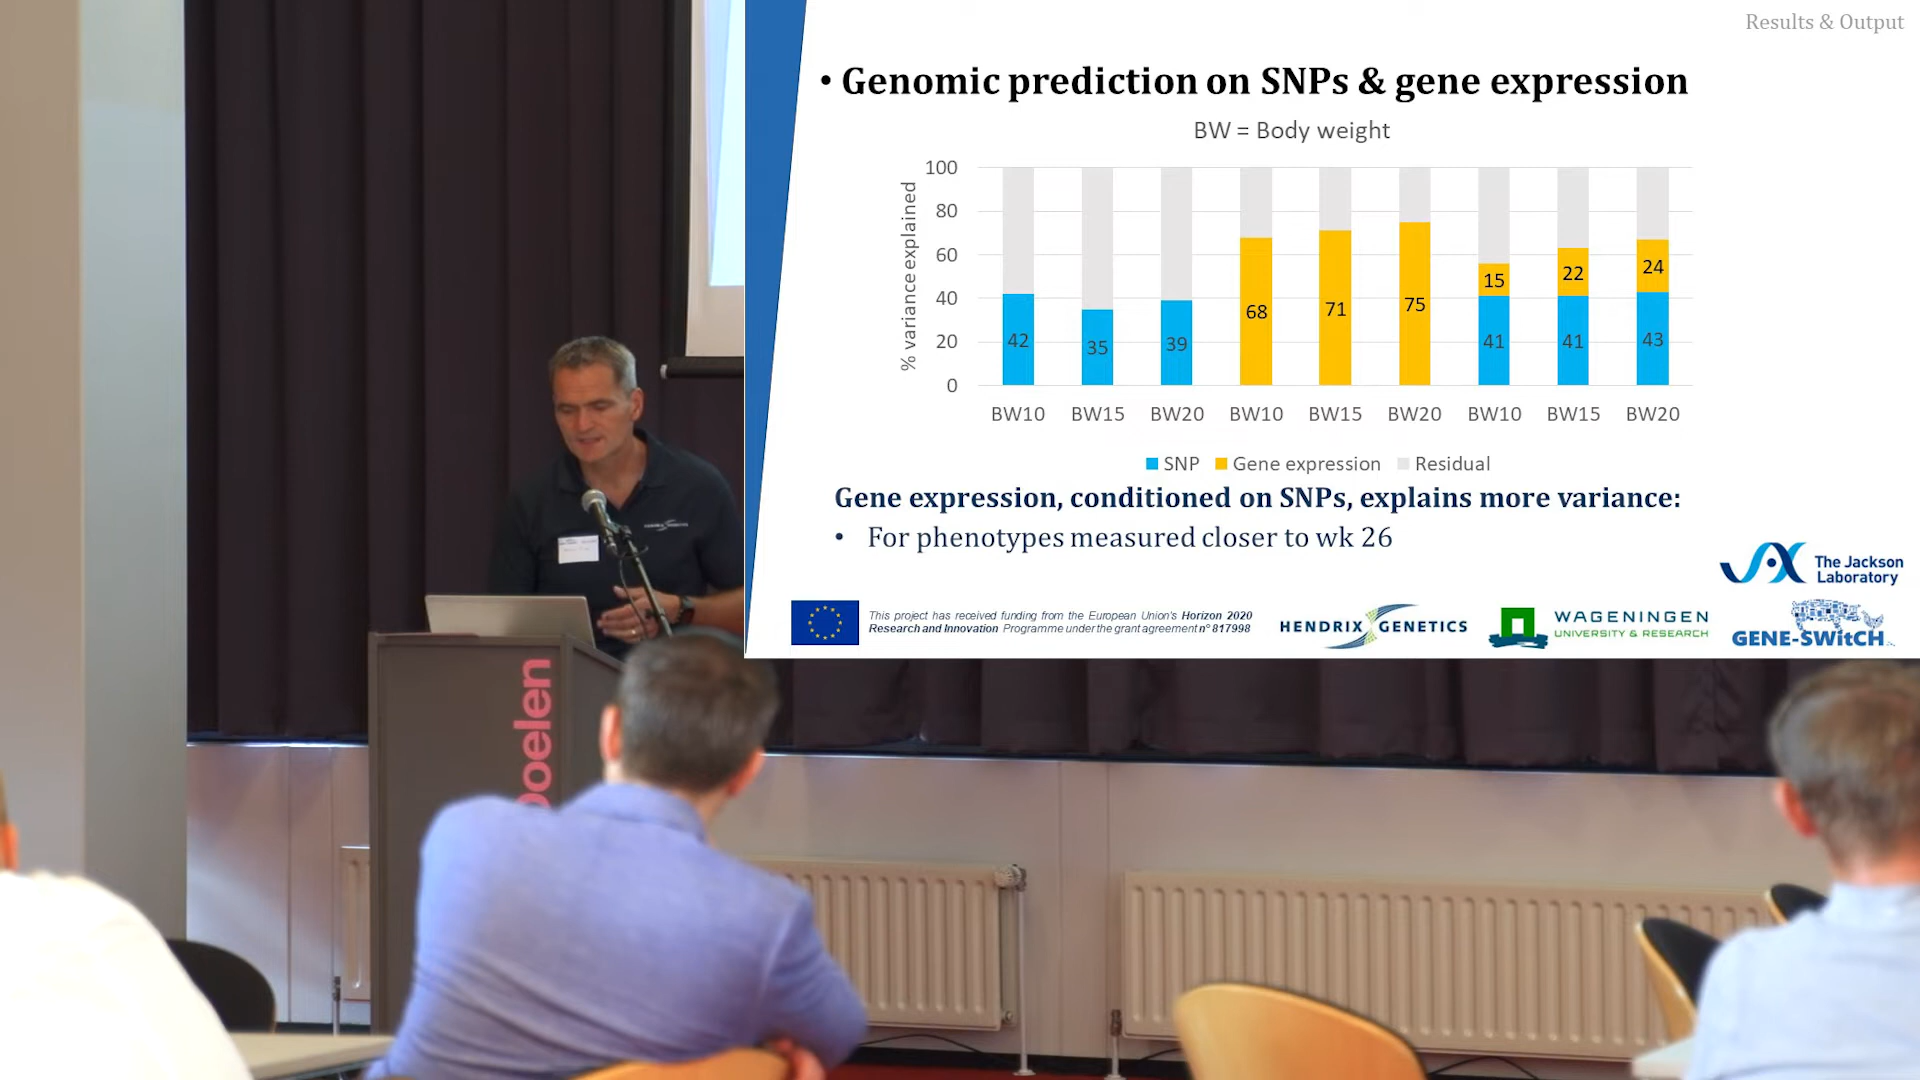 Results & Output
• Genomic prediction on SNPs & gene expression
BW = Body weight
% variance explained
100
80
60
40
20
0
42
35
39
68
71
75
15
22
24
41
41
43
BW10 BW15 BW20 BW10 BW15 BW20 BW10 BW15 BW20
SNP Gene expression Residual
Gene expression, conditioned on SNPs, explains more variance:
• For phenotypes measured closer to wk 26
The Jackson
Laboratory
This project has received funding from the European Union's Horizon 2020
Research and Innovation Programme under the grant agreement n° 817998
HENDRIX GENETICS
WAGENINGEN
UNIVERSITY & RESEARCH
GENE-SWitCH
HENDRIX GENETICS
oelen